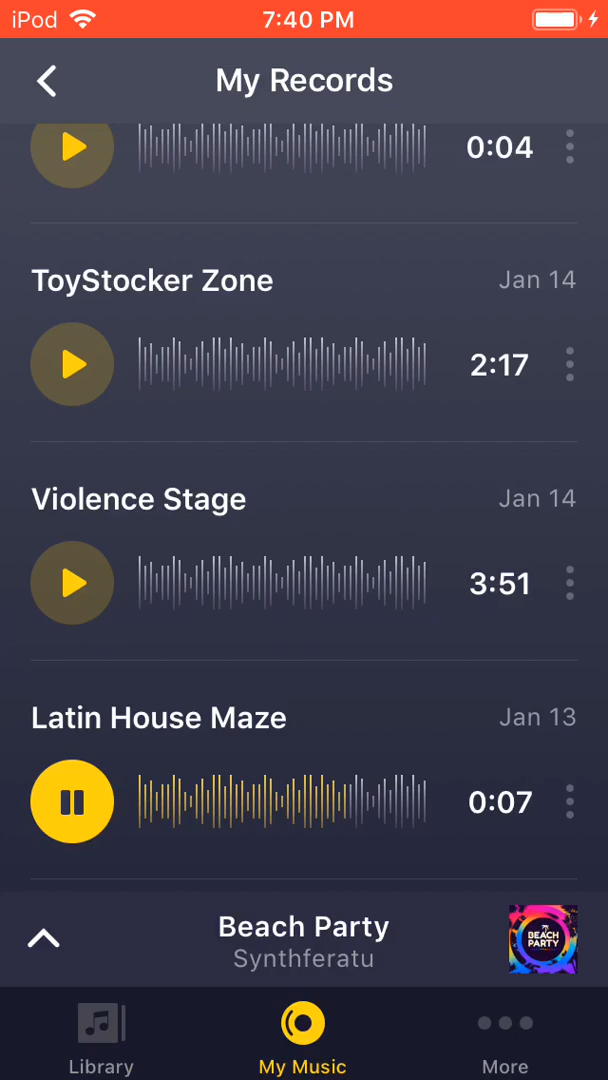 iPod 7:40 PM
My Records
0:04
ToyStocker Zone Jan 14
2:17
Violence Stage Jan 14
3:51
Latin House Maze Jan 13
0:07
Beach Party
Synthferatu
BEACH
PARTY
Library My Music More